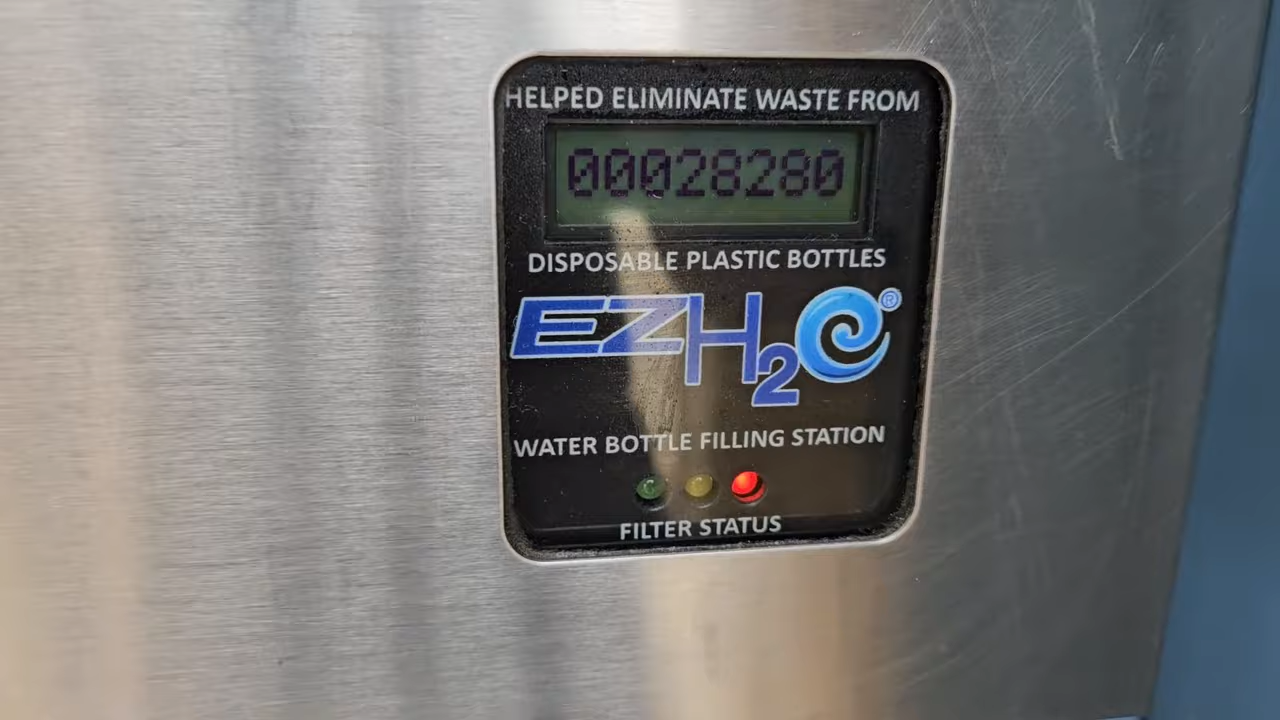 HELPED ELIMINATE WASTE FROM
00028280
DISPOSABLE PLASTIC BOTTLES
EZH2O®
WATER BOTTLE FILLING STATION
FILTER STATUS